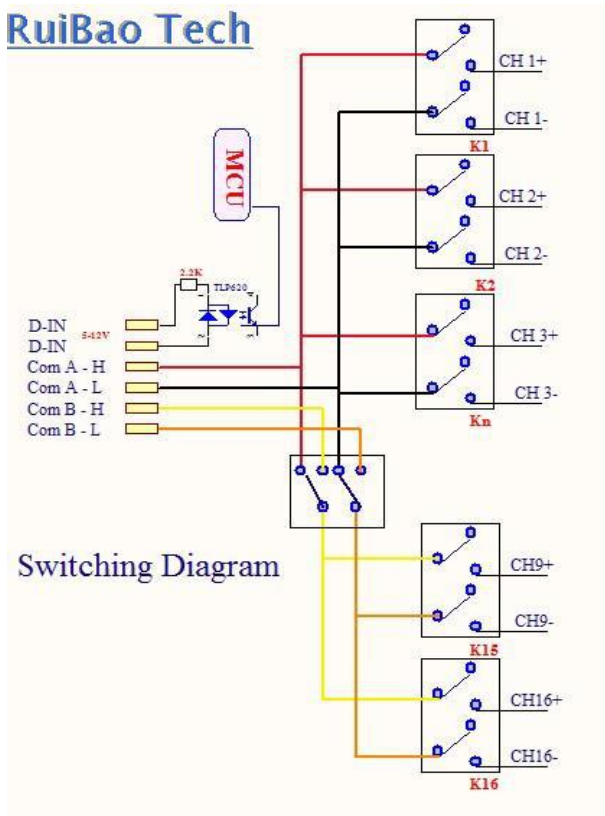 RuiBao Tech
CH 1+
CH 1-
K1
MCU
CH 2+
CH 2-
K2
2.2K
TLP620
D-IN
5-12V
D-IN
Com A - H
Com A - L
Com B - H
Com B - L
CH 3+
CH 3-
Kn
Switching Diagram
CH9+
CH9-
K15
CH16+
CH16-
K16